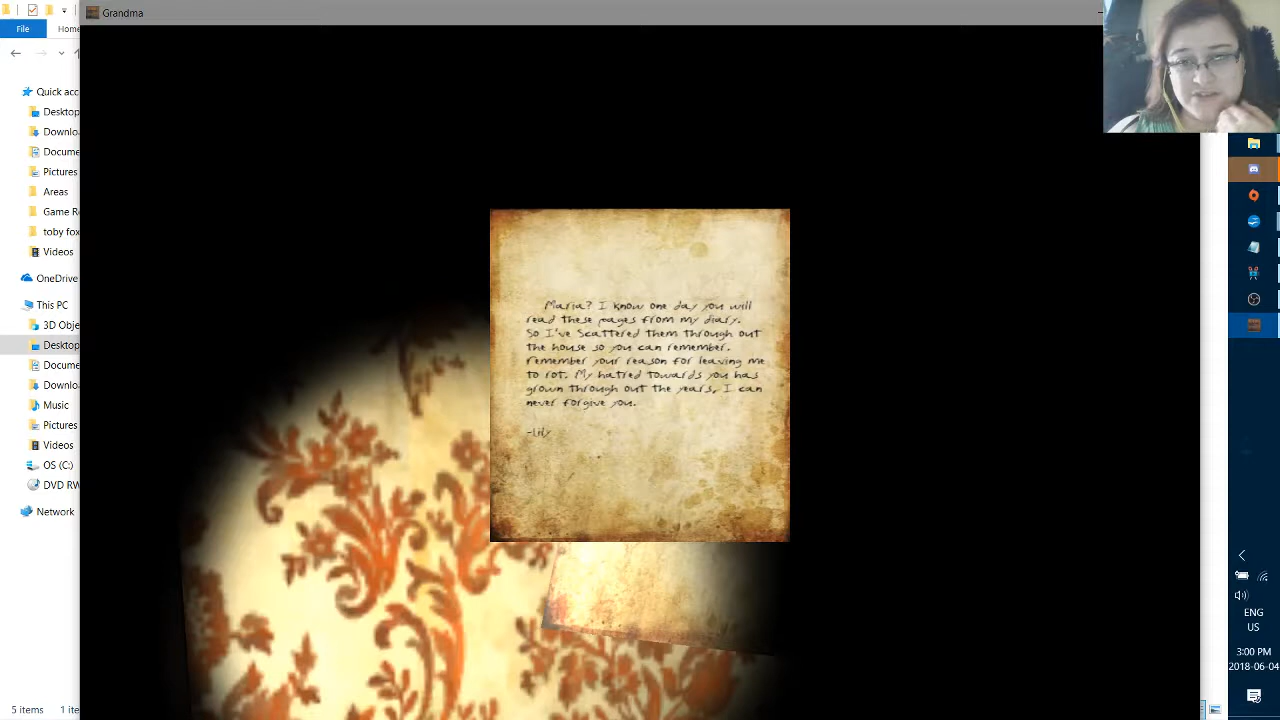 Grandma
File
Home
Quick acc
Desktop
Downlo
Docume
Pictures
Areas
Game R
toby fox
Videos
OneDriv
This PC
3D Obje
Desktop
Docume
Downlo
Music
Pictures
Videos
OS (C:)
DVD RW
Network
5 items
1 ite
Maria? I know one day you will
read these pages from my diary.
So I've Scattered them through out
the house so you can remember.
Remember your reason for leaving me
to rot. My hatred towards you has
grown through out the years, I can
never forgive you.
-Lily
ENG
US
3:00 PM
2018-06-04